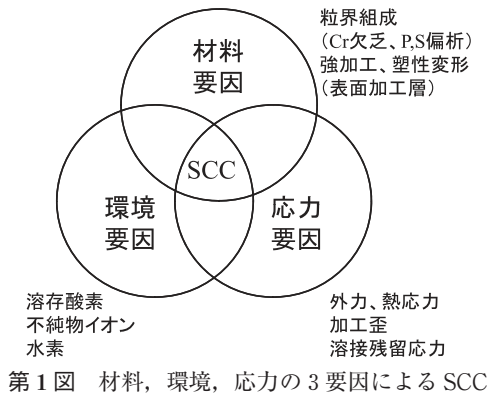 粒界組成
(Cr欠乏、P,S偏析)
強加工、塑性変形
(表面加工層)
材料
要因
SCC
環境
要因
応力
要因
溶存酸素
不純物イオン
水素
外力、熱応力
加工歪
溶接残留応力
第1図 材料，環境，応力の3要因によるSCC